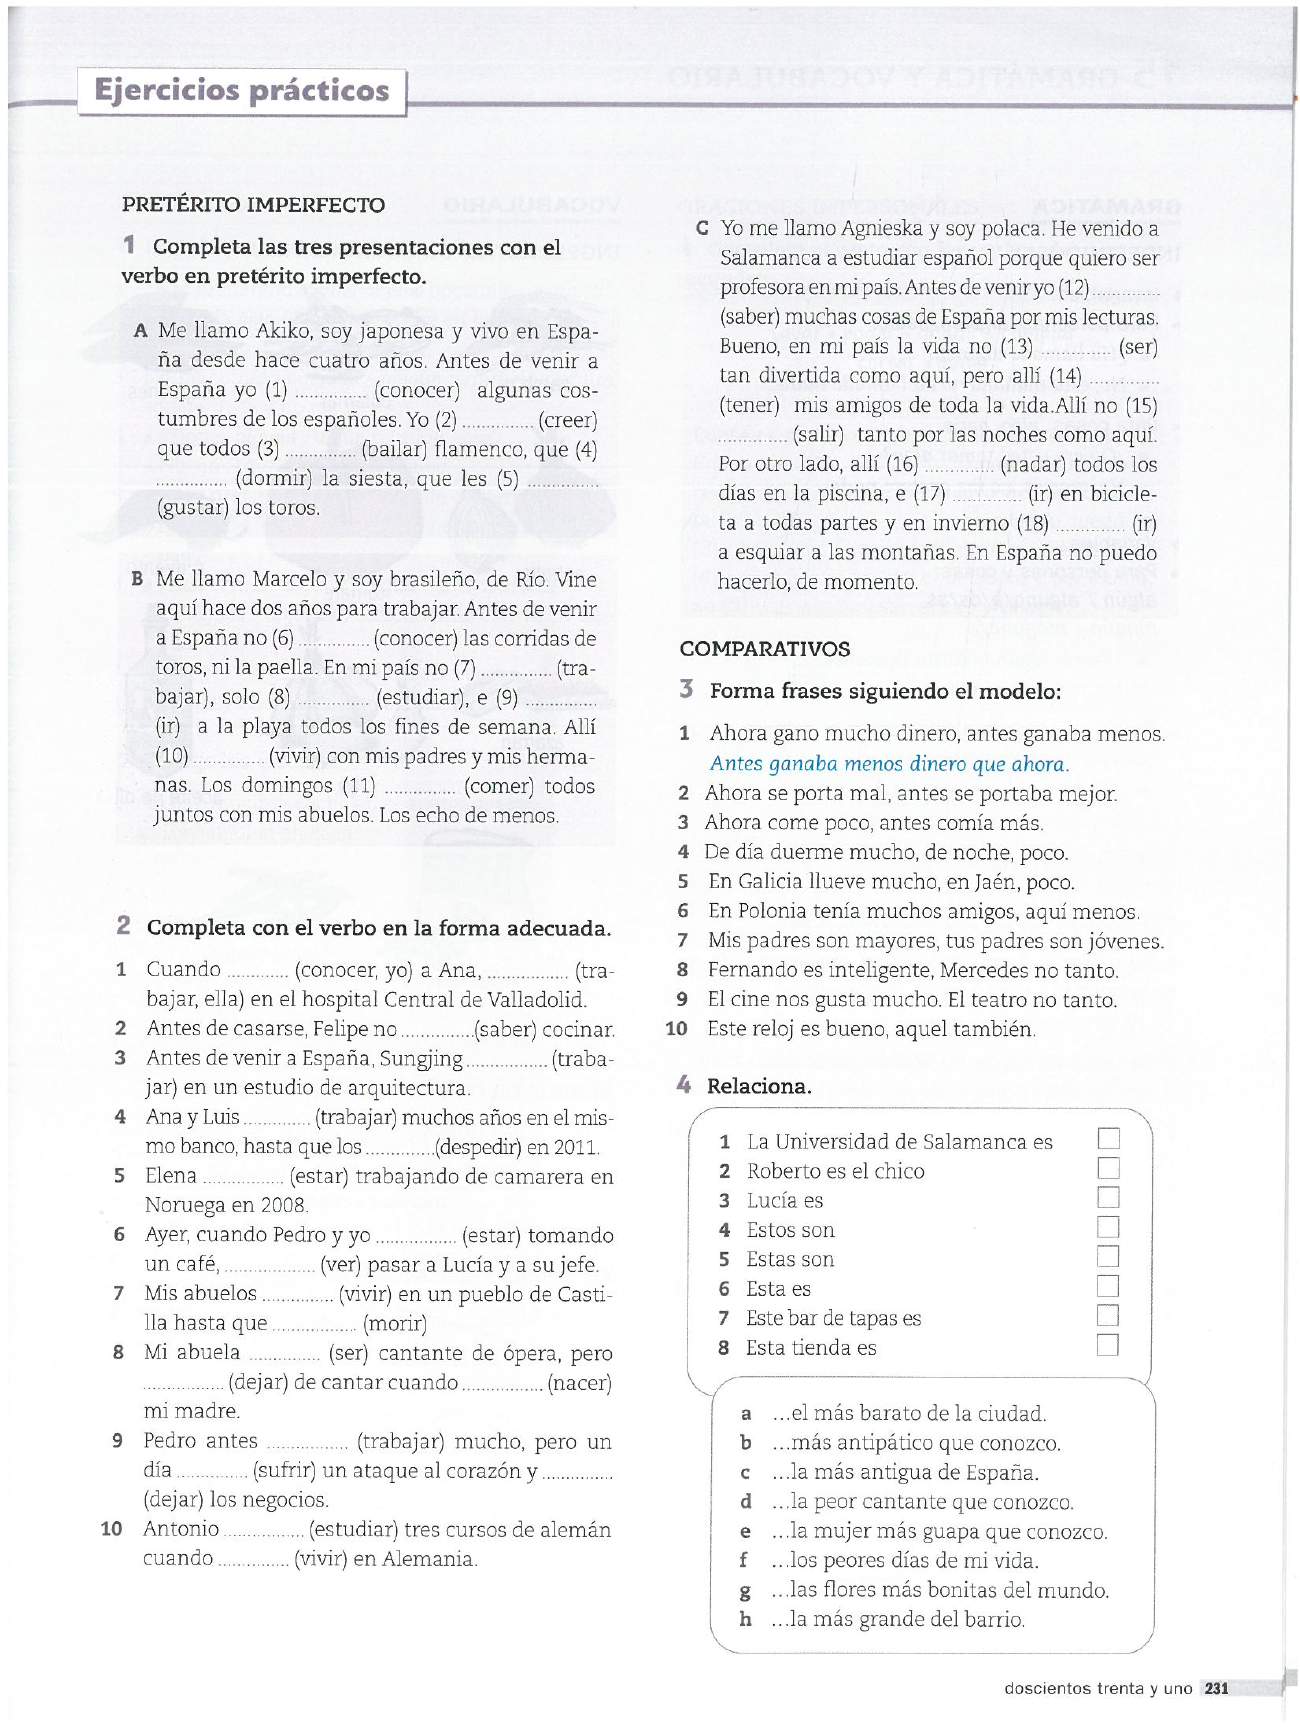 Ejercicios prácticos
PRETÉRITO IMPERFECTO
1 Completa las tres presentaciones con el
verbo en pretérito imperfecto.
A Me llamo Akiko, soy japonesa y vivo en Espa-
ña desde hace cuatro años. Antes de venir a
España yo (1) .............. (conocer) algunas cos-
tumbres de los españoles. Yo (2) .............. (creer)
que todos (3) .............. (bailar) flamenco, que (4)
.............. (dormir) la siesta, que les (5) ..............
(gustar) los toros.
B Me llamo Marcelo y soy brasileño, de Río. Vine
aquí hace dos años para trabajar. Antes de venir
a España no (6) .............. (conocer) las corridas de
toros, ni la paella. En mi país no (7) .............. (tra-
bajar), solo (8) .............. (estudiar), e (9) ..............
(ir) a la playa todos los fines de semana. Allí
(10) .............. (vivir) con mis padres y mis herma-
nas. Los domingos (11) .............. (comer) todos
juntos con mis abuelos. Los echo de menos.
2 Completa con el verbo en la forma adecuada.
1 Cuando ............ (conocer, yo) a Ana, ................ (tra-
bajar, ella) en el hospital Central de Valladolid.
2 Antes de casarse, Felipe no ..............(saber) cocinar.
3 Antes de venir a España, Sungjing ................ (traba-
jar) en un estudio de arquitectura.
4 Ana y Luis ............. (trabajar) muchos años en el mis-
mo banco, hasta que los ..............(despedir) en 2011.
5 Elena ................ (estar) trabajando de camarera en
Noruega en 2008.
6 Ayer, cuando Pedro y yo ................ (estar) tomando
un café, .................. (ver) pasar a Lucía y a su jefe.
7 Mis abuelos .............. (vivir) en un pueblo de Casti-
lla hasta que ................. (morir)
8 Mi abuela .............. (ser) cantante de ópera, pero
................ (dejar) de cantar cuando ................ (nacer)
mi madre.
9 Pedro antes ................ (trabajar) mucho, pero un
día .............. (sufrir) un ataque al corazón y ..............
(dejar) los negocios.
10 Antonio ................ (estudiar) tres cursos de alemán
cuando .............. (vivir) en Alemania.
C Yo me llamo Agnieska y soy polaca. He venido a
Salamanca a estudiar español porque quiero ser
profesora en mi país. Antes de venir yo (12) ..............
(saber) muchas cosas de España por mis lecturas.
Bueno, en mi país la vida no (13) .............. (ser)
tan divertida como aquí, pero allí (14) ..............
(tener) mis amigos de toda la vida.Allí no (15)
.............. (salir) tanto por las noches como aquí.
Por otro lado, allí (16) .............. (nadar) todos los
días en la piscina, e (17) .............. (ir) en bicicle-
ta a todas partes y en invierno (18) .............. (ir)
a esquiar a las montañas. En España no puedo
hacerlo, de momento.
COMPARATIVOS
3 Forma frases siguiendo el modelo:
1 Ahora gano mucho dinero, antes ganaba menos.
Antes ganaba menos dinero que ahora.
2 Ahora se porta mal, antes se portaba mejor.
3 Ahora come poco, antes comía más.
4 De día duerme mucho, de noche, poco.
5 En Galicia llueve mucho, en Jaén, poco.
6 En Polonia tenía muchos amigos, aquí menos.
7 Mis padres son mayores, tus padres son jóvenes.
8 Fernando es inteligente, Mercedes no tanto.
9 El cine nos gusta mucho. El teatro no tanto.
10 Este reloj es bueno, aquel también.
4 Relaciona.
1 La Universidad de Salamanca es
2 Roberto es el chico
3 Lucía es
4 Estos son
5 Estas son
6 Esta es
7 Este bar de tapas es
8 Esta tienda es
a ...el más barato de la ciudad.
b ...más antipático que conozco.
c ...la más antigua de España.
d ...la peor cantante que conozco.
e ...la mujer más guapa que conozco.
f ...los peores días de mi vida.
g ...las flores más bonitas del mundo.
h ...la más grande del barrio.
doscientos trenta y uno 231